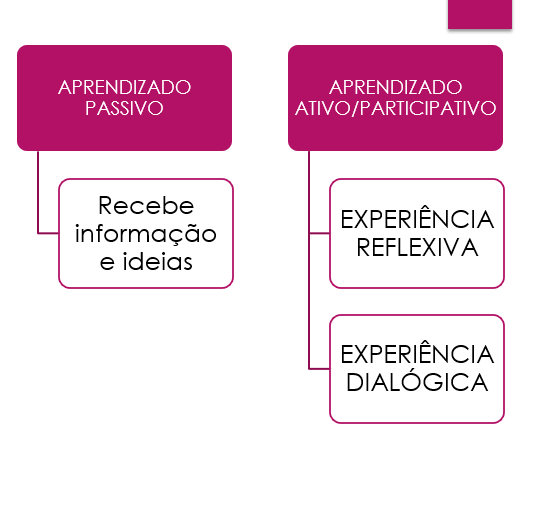 APRENDIZADO
PASSIVO
Recebe
informação
e ideias
APRENDIZADO
ATIVO/PARTICIPATIVO
EXPERIÊNCIA
REFLEXIVA
EXPERIÊNCIA
DIALÓGICA